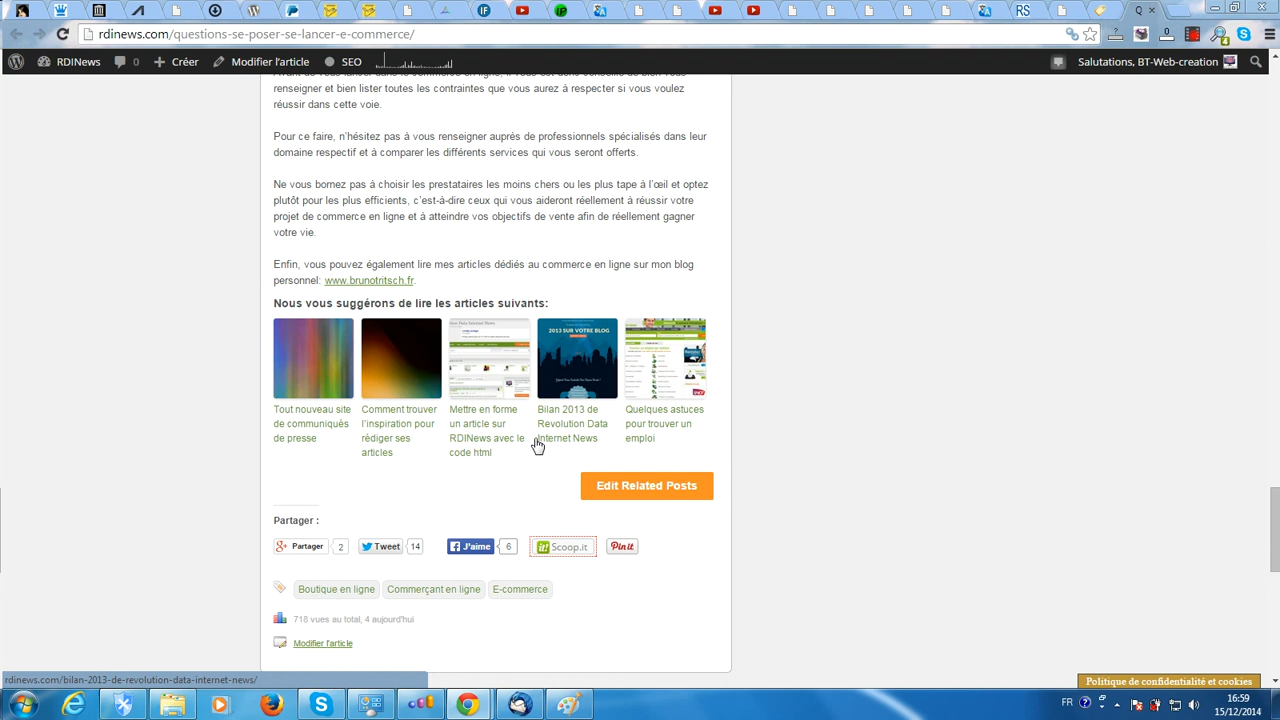 rdinews.com/questions-se-poser-se-lancer-e-commerce/
RDINews 0 Créer Modifier l'article SEO Salutations, BT-Web-creation
renseigner et bien lister toutes les contraintes que vous aurez à respecter si vous voulez
réussir dans cette voie.
Pour ce faire, n'hésitez pas à vous renseigner auprès de professionnels spécialisés dans leur
domaine respectif et à comparer les différents services qui vous seront offerts.
Ne vous bornez pas à choisir les prestataires les moins chers ou les plus tape à l'œil et optez
plutôt pour les plus efficients, c'est-à-dire ceux qui vous aideront réellement à réussir votre
projet de commerce en ligne et à atteindre vos objectifs de vente afin de réellement gagner
votre vie.
Enfin, vous pouvez également lire mes articles dédiés au commerce en ligne sur mon blog
personnel: www.brunotritsch.fr.
Nous vous suggérons de lire les articles suivants:
2013 SUR VOTRE BLOG
Tout nouveau site
de communiqués
de presse
Comment trouver
l'inspiration pour
rédiger ses
articles
Mettre en forme
un article sur
RDINews avec le
code html
Bilan 2013 de
Revolution Data
Internet News
Quelques astuces
pour trouver un
emploi
Edit Related Posts
Partager :
Partager 2 Tweet 14 J'aime 6 Scoop.it Pinit
Boutique en ligne Commerçant en ligne E-commerce
718 vues au total, 4 aujourd'hui
Modifier l'article
rdinews.com/bilan-2013-de-revolution-data-internet-news/
Politique de confidentialité et cookies
FR 16:59
15/12/2014